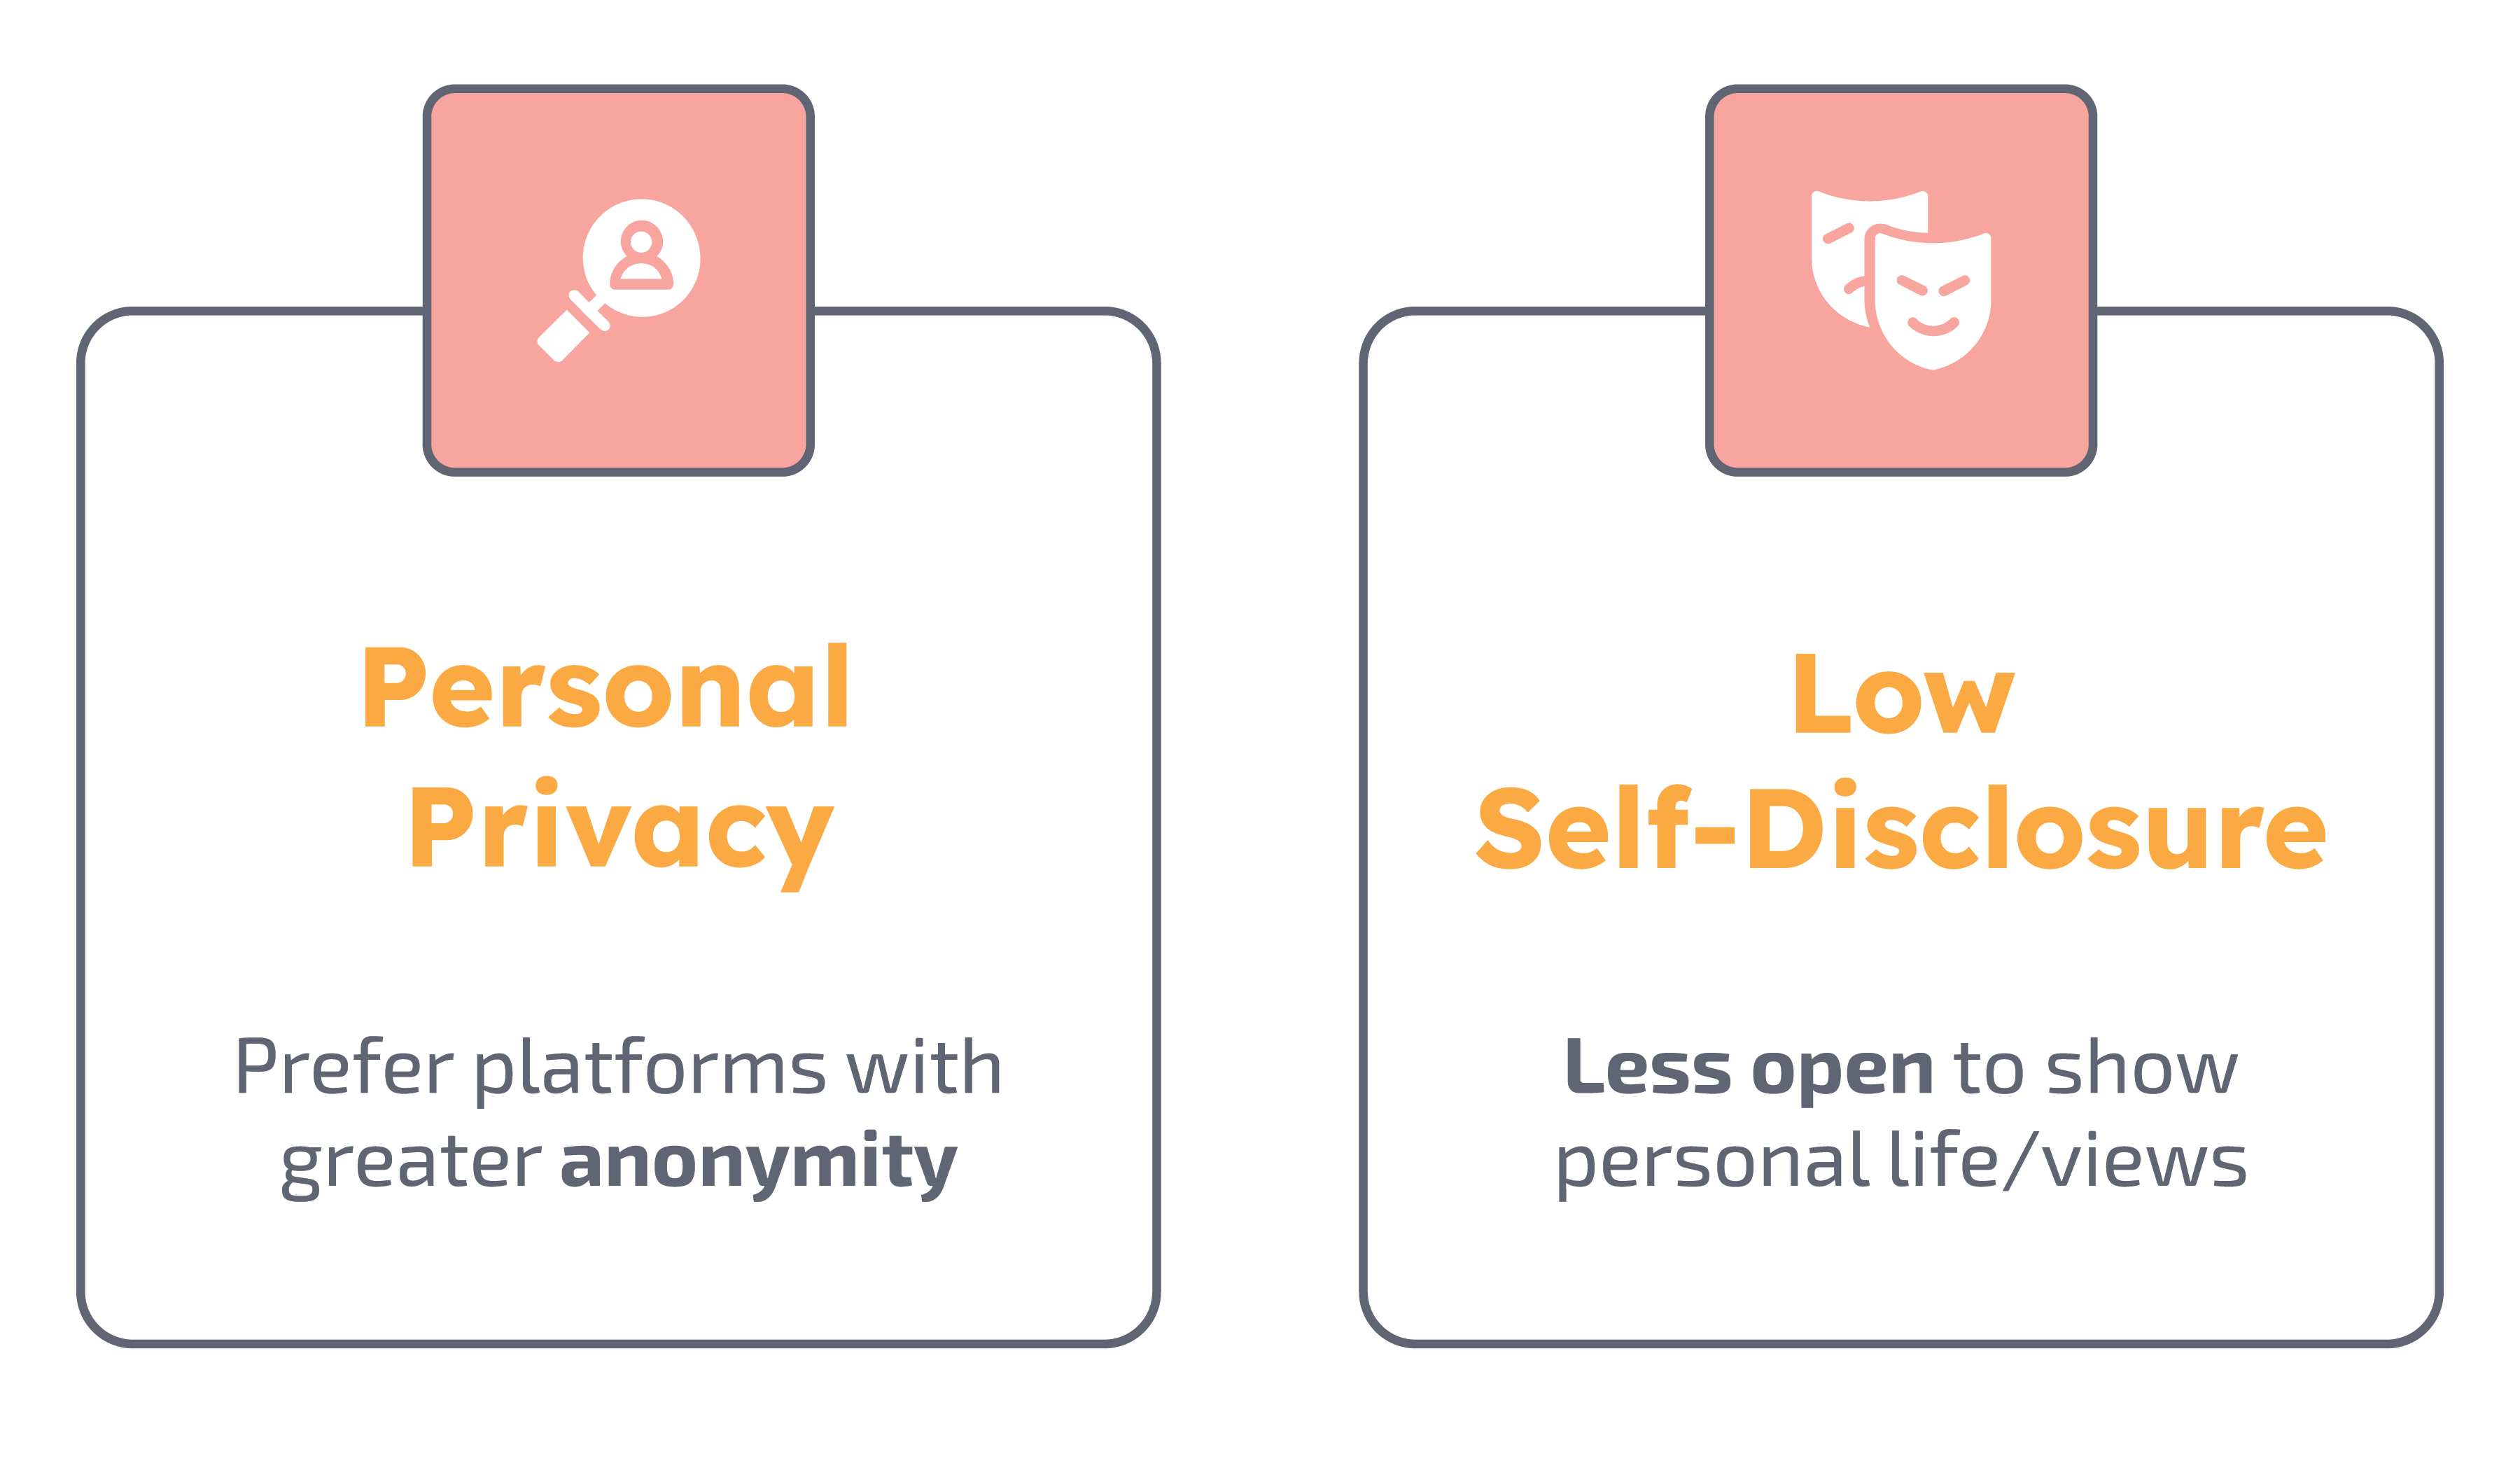 Personal
Privacy
Prefer platforms with
greater anonymity
Low
Self-Disclosure
Less open to show
personal life/views